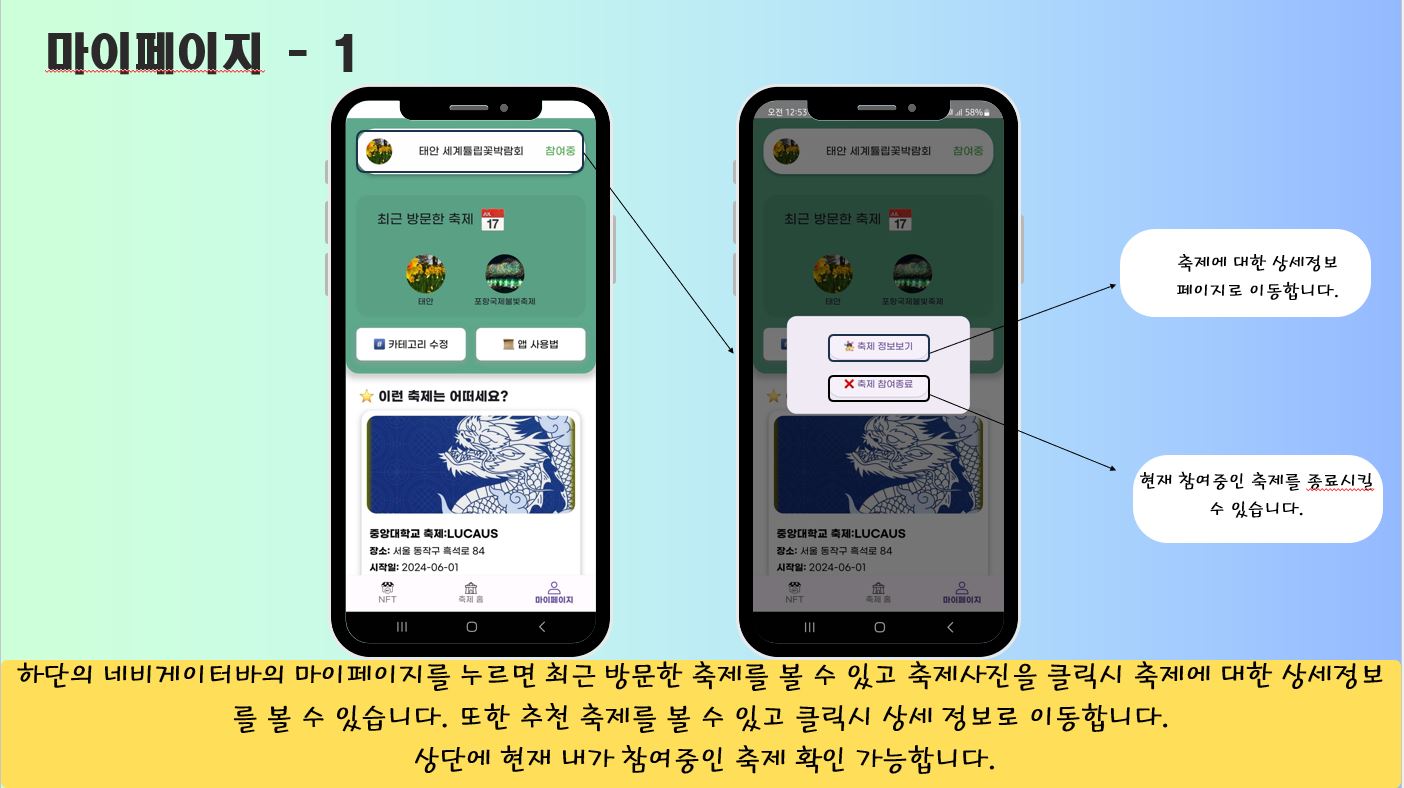 마이페이지 - 1
태안 세계튤립꽃박람회 참여중
최근 방문한 축제
JUL
17
태안 포항국제불빛축제
카테고리 수정 앱 사용법
이런 축제는 어떠세요?
중앙대학교 축제:LUCAUS
장소: 서울 동작구 흑석로 84
시작일: 2024-06-01
NFT 축제 홈 마이페이지
오전 12:53 58%
태안 세계튤립꽃박람회 참여중
최근 방문한 축제
JUL
17
태안 포항국제불빛축제
축제 정보보기
축제 참여종료
중앙대학교 축제:LUCAUS
장소: 서울 동작구 흑석로 84
시작일: 2024-06-01
NFT 축제 홈 마이페이지
축제에 대한 상세정보
페이지로 이동합니다.
현재 참여중인 축제를 종료시킬
수 있습니다.
하단의 네비게이터바의 마이페이지를 누르면 최근 방문한 축제를 볼 수 있고 축제사진을 클릭시 축제에 대한 상세정보
를 볼 수 있습니다. 또한 추천 축제를 볼 수 있고 클릭시 상세 정보로 이동합니다.
상단에 현재 내가 참여중인 축제 확인 가능합니다.